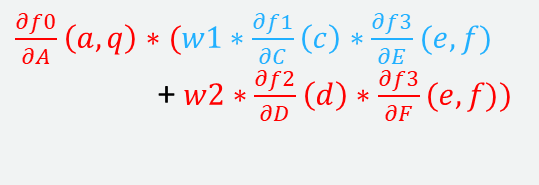 ∂f0/∂A (a, q) * (w1 * ∂f1/∂C (c) * ∂f3/∂E (e, f)
+ w2 * ∂f2/∂D (d) * ∂f3/∂F (e, f))